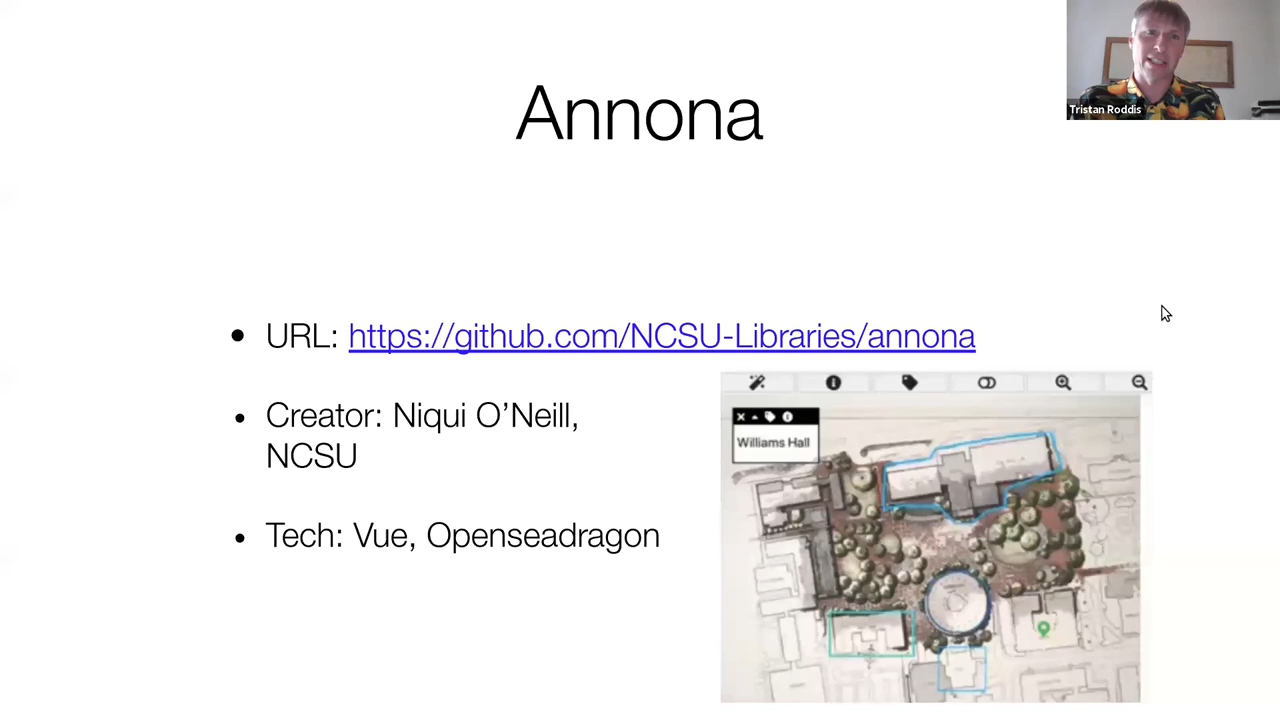 Tristan Roddis
Annona
• URL: https://github.com/NCSU-Libraries/annona
• Creator: Niqui O’Neill,
NCSU
• Tech: Vue, Openseadragon
Williams Hall